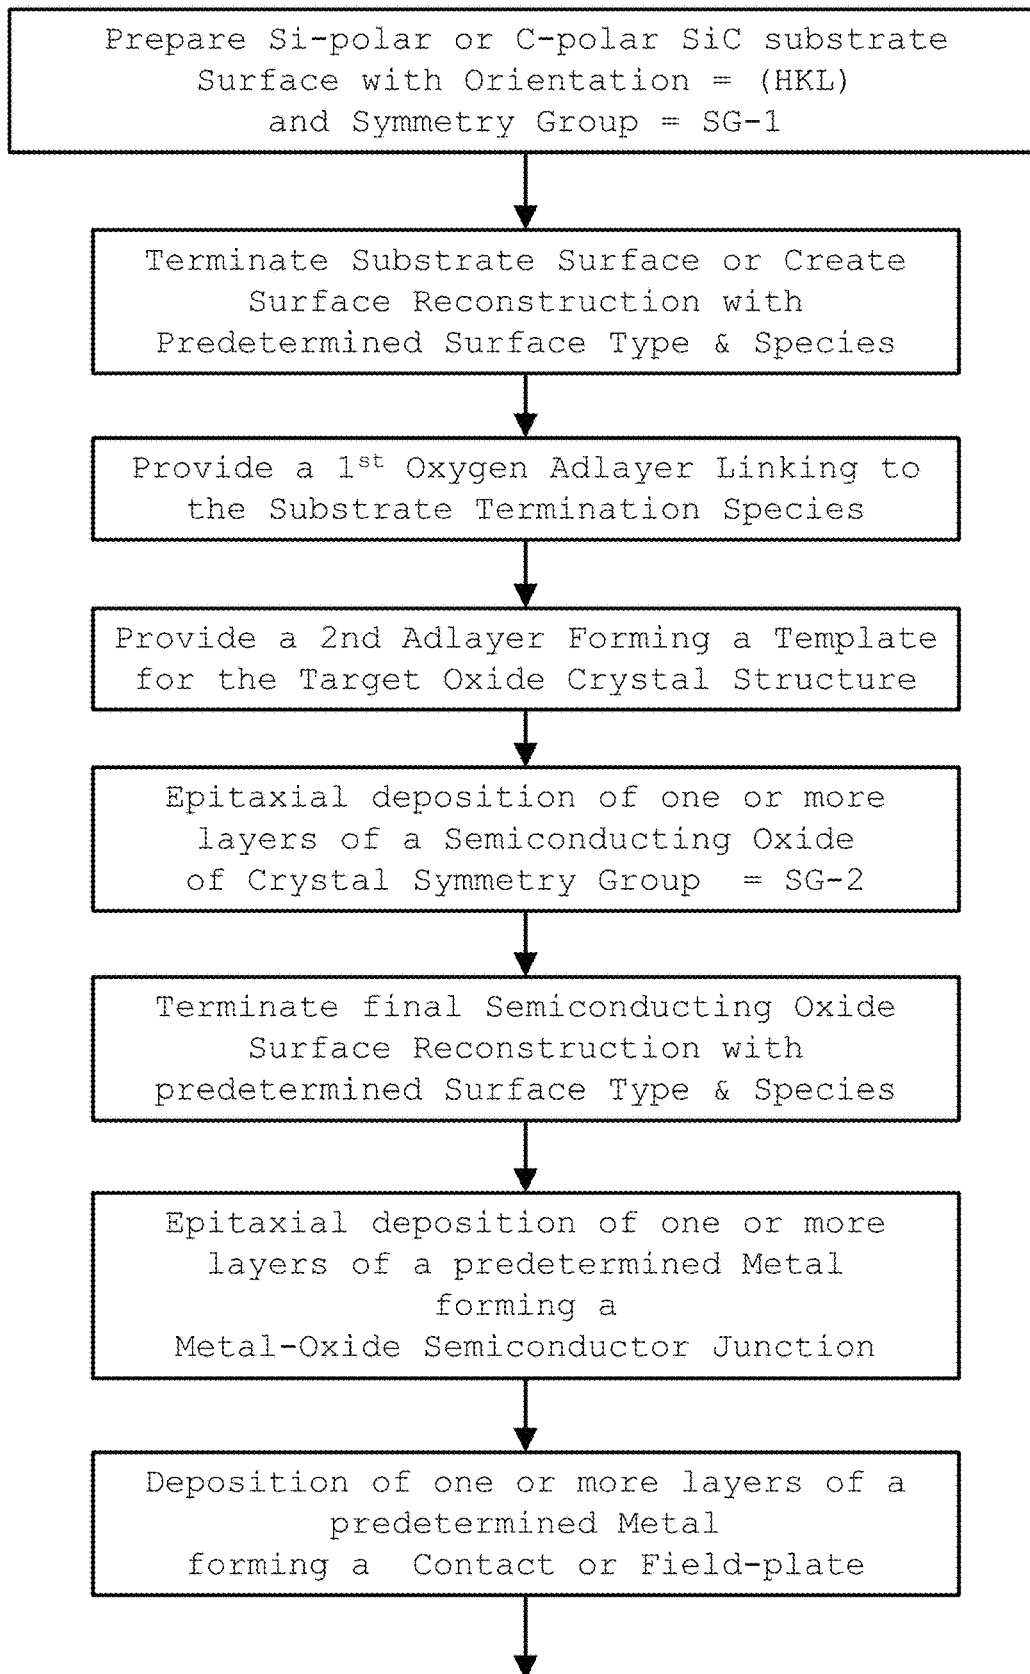 Prepare Si-polar or C-polar SiC substrate
Surface with Orientation = (HKL)
and Symmetry Group = SG-1
Terminate Substrate Surface or Create
Surface Reconstruction with
Predetermined Surface Type & Species
Provide a 1st Oxygen Adlayer Linking to
the Substrate Termination Species
Provide a 2nd Adlayer Forming a Template
for the Target Oxide Crystal Structure
Epitaxial deposition of one or more
layers of a Semiconducting Oxide
of Crystal Symmetry Group = SG-2
Terminate final Semiconducting Oxide
Surface Reconstruction with
predetermined Surface Type & Species
Epitaxial deposition of one or more
layers of a predetermined Metal
forming a
Metal-Oxide Semiconductor Junction
Deposition of one or more layers of a
predetermined Metal
forming a Contact or Field-plate